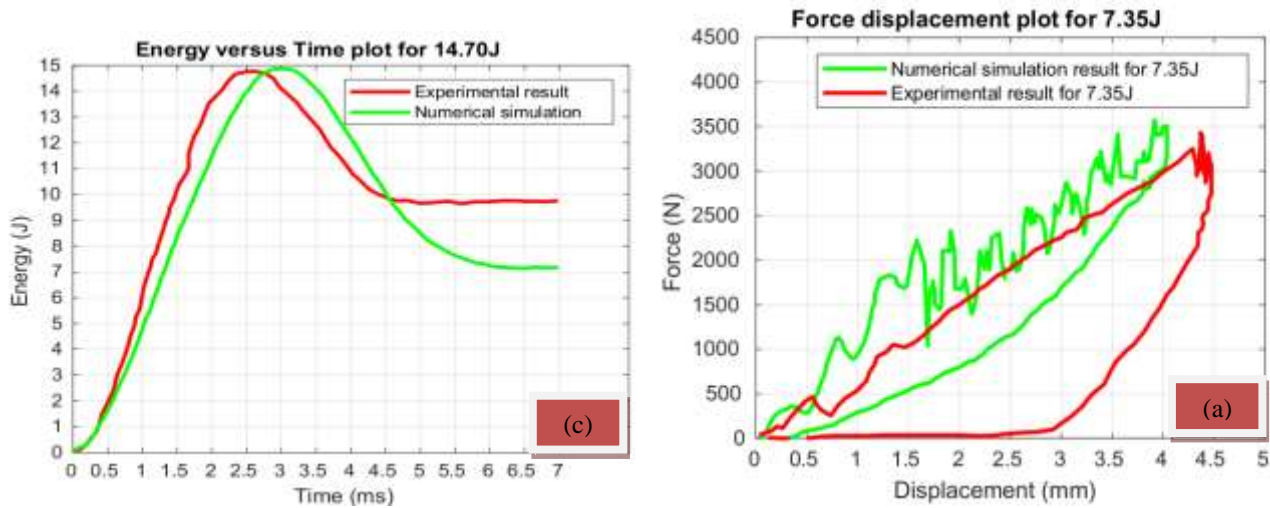 Energy versus Time plot for 14.70J
15
14
13
12
11
10
9
8
7
6
5
4
3
2
1
0
Energy (J)
Experimental result
Numerical simulation
(c)
0 0.5 1 1.5 2 2.5 3 3.5 4 4.5 5 5.5 6 6.5 7
Time (ms)
Force displacement plot for 7.35J
4500
4000
3500
3000
2500
2000
1500
1000
500
0
Force (N)
Numerical simulation result for 7.35J
Experimental result for 7.35J
(a)
0 0.5 1 1.5 2 2.5 3 3.5 4 4.5 5
Displacement (mm)